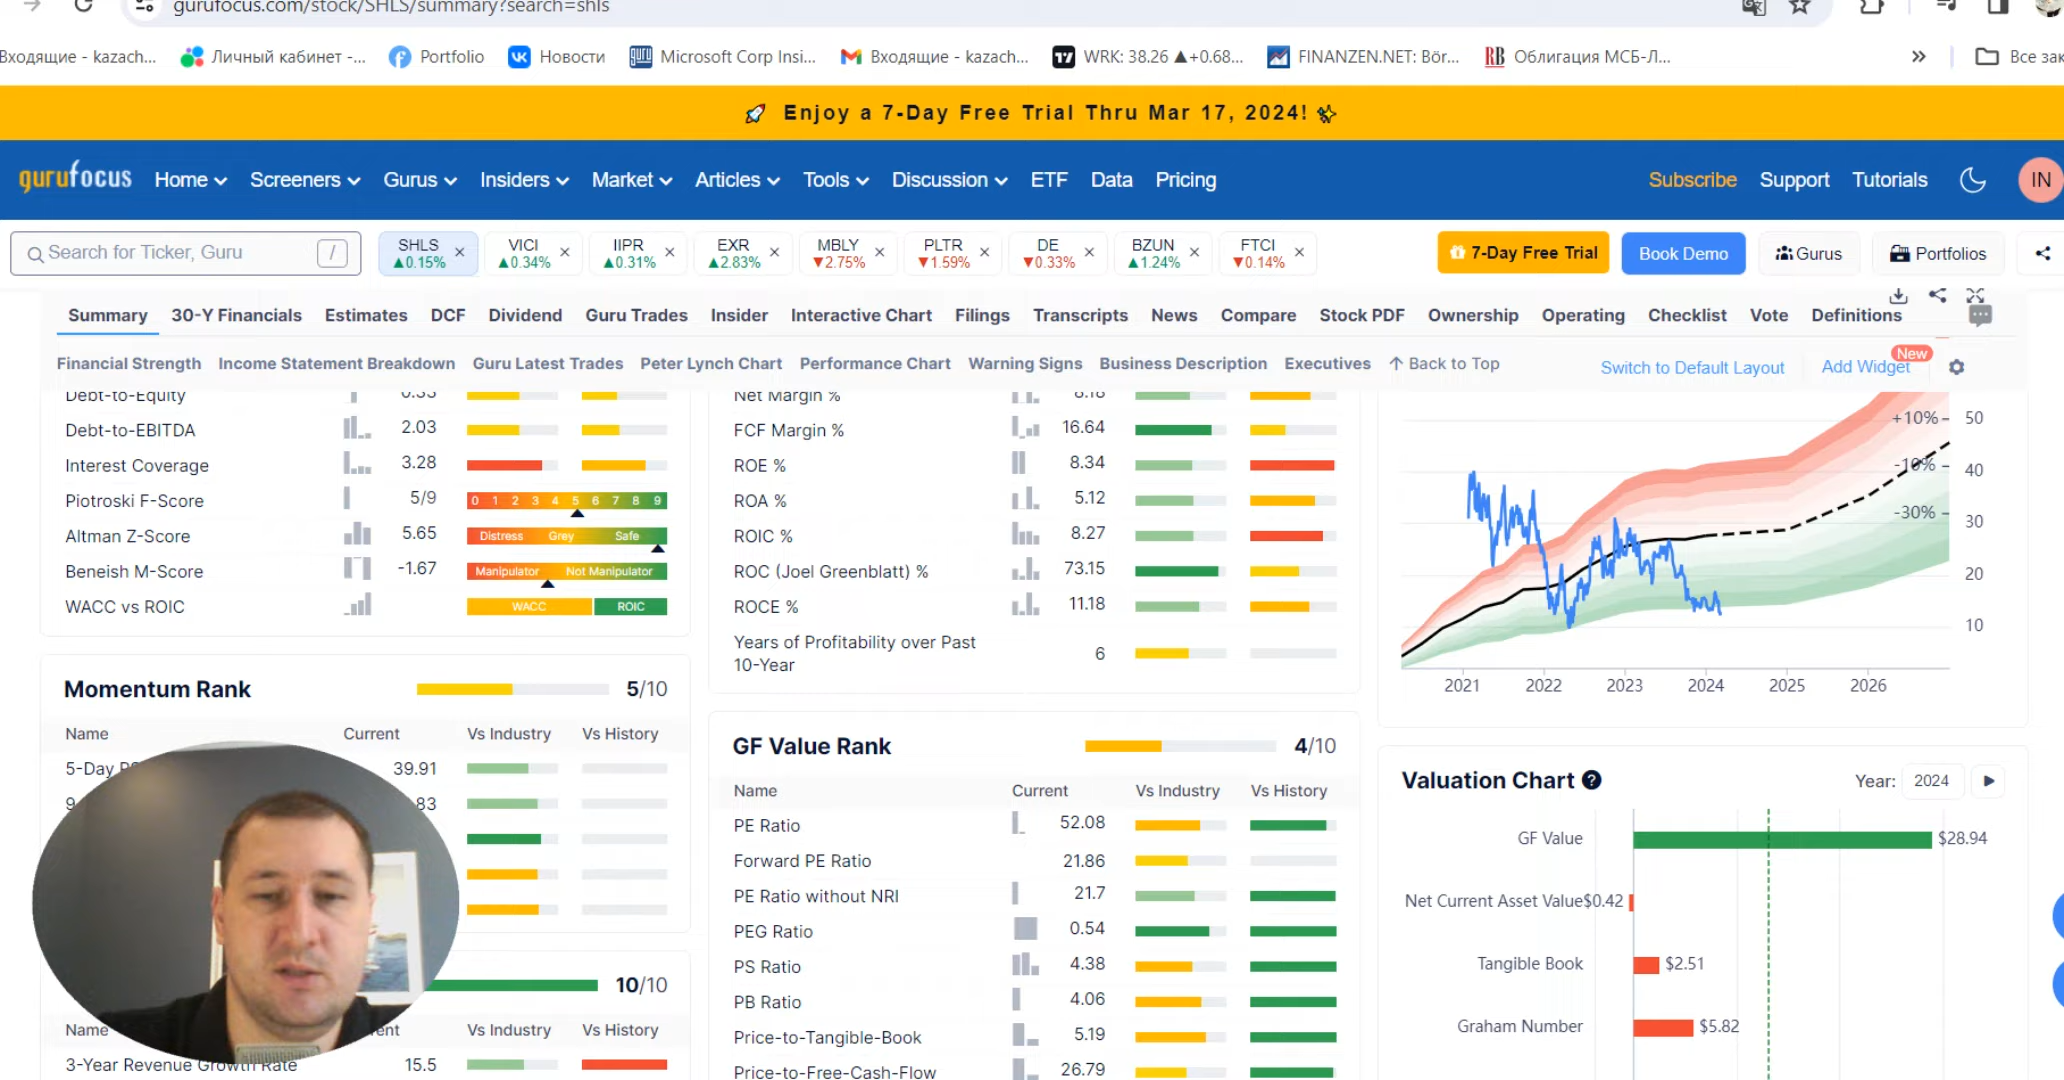 gurufocus.com/stock/SHLS/summary?search=shls
Входящие - kazach...
Личный кабинет -...
Portfolio
Новости
Microsoft Corp Insi...
Входящие - kazach...
WRK: 38.26 ▲+0.68...
FINANZEN.NET: Bör...
Облигация МСБ-Л...
»
Все зак
Enjoy a 7-Day Free Trial Thru Mar 17, 2024!
gurufocus
Home
Screeners
Gurus
Insiders
Market
Articles
Tools
Discussion
ETF
Data
Pricing
Subscribe
Support
Tutorials
IN
Search for Ticker, Guru
/
SHLS
▲0.15%
VICI
▲0.34%
IIPR
▲0.31%
EXR
▲2.83%
MBLY
▼2.75%
PLTR
▼1.59%
DE
▼0.33%
BZUN
▲1.24%
FTCI
▼0.14%
7-Day Free Trial
Book Demo
Gurus
Portfolios
Summary
30-Y Financials
Estimates
DCF
Dividend
Guru Trades
Insider
Interactive Chart
Filings
Transcripts
News
Compare
Stock PDF
Ownership
Operating
Checklist
Vote
Definitions
Financial Strength
Income Statement Breakdown
Guru Latest Trades
Peter Lynch Chart
Performance Chart
Warning Signs
Business Description
Executives
Back to Top
Switch to Default Layout
Add Widget
New
Debt-to-Equity 0.33
Debt-to-EBITDA 2.03
Interest Coverage 3.28
Piotroski F-Score 5/9 0 1 2 3 4 5 6 7 8 9
Altman Z-Score 5.65 Distress Grey Safe
Beneish M-Score -1.67 Manipulator Not Manipulator
WACC vs ROIC WACC ROIC
Momentum Rank 5/10
Name Current Vs Industry Vs History
5-Day 39.91
9 83
10/10
Name Vs Industry Vs History
3-Year Revenue Growth Rate 15.5
Net Margin % 8.18
FCF Margin % 16.64
ROE % 8.34
ROA % 5.12
ROIC % 8.27
ROC (Joel Greenblatt) % 73.15
ROCE % 11.18
Years of Profitability over Past
10-Year 6
GF Value Rank 4/10
Name Current Vs Industry Vs History
PE Ratio 52.08
Forward PE Ratio 21.86
PE Ratio without NRI 21.7
PEG Ratio 0.54
PS Ratio 4.38
PB Ratio 4.06
Price-to-Tangible-Book 5.19
Price-to-Free-Cash-Flow 26.79
+10%
-10%
-30%
50
40
30
20
10
2021 2022 2023 2024 2025 2026
Valuation Chart
Year: 2024
GF Value $28.94
Net Current Asset Value $0.42
Tangible Book $2.51
Graham Number $5.82